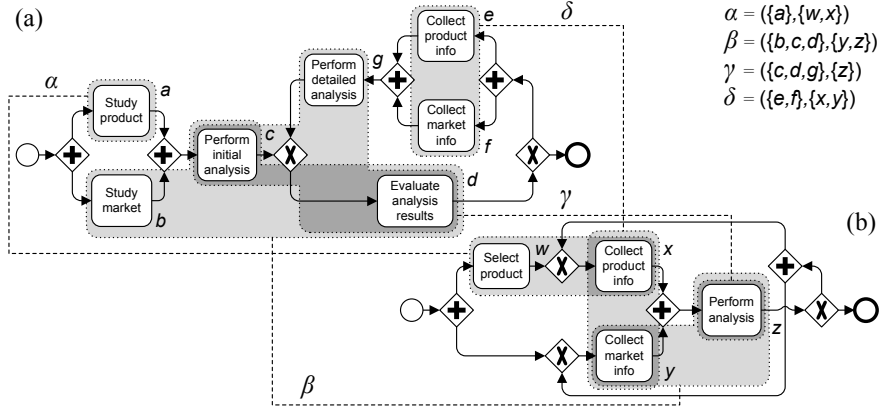 (a)
α
Study
product
a
Study
market
b
Perform
initial
analysis
c
Perform
detailed
analysis
g
Collect
product
info
e
Collect
market
info
f
Evaluate
analysis
results
d
δ
γ
β
α = ({a},{w,x})
β = ({b,c,d},{y,z})
γ = ({c,d,g},{z})
δ = ({e,f},{x,y})
(b)
Select
product
w
Collect
product
info
x
Collect
market
info
y
Perform
analysis
z